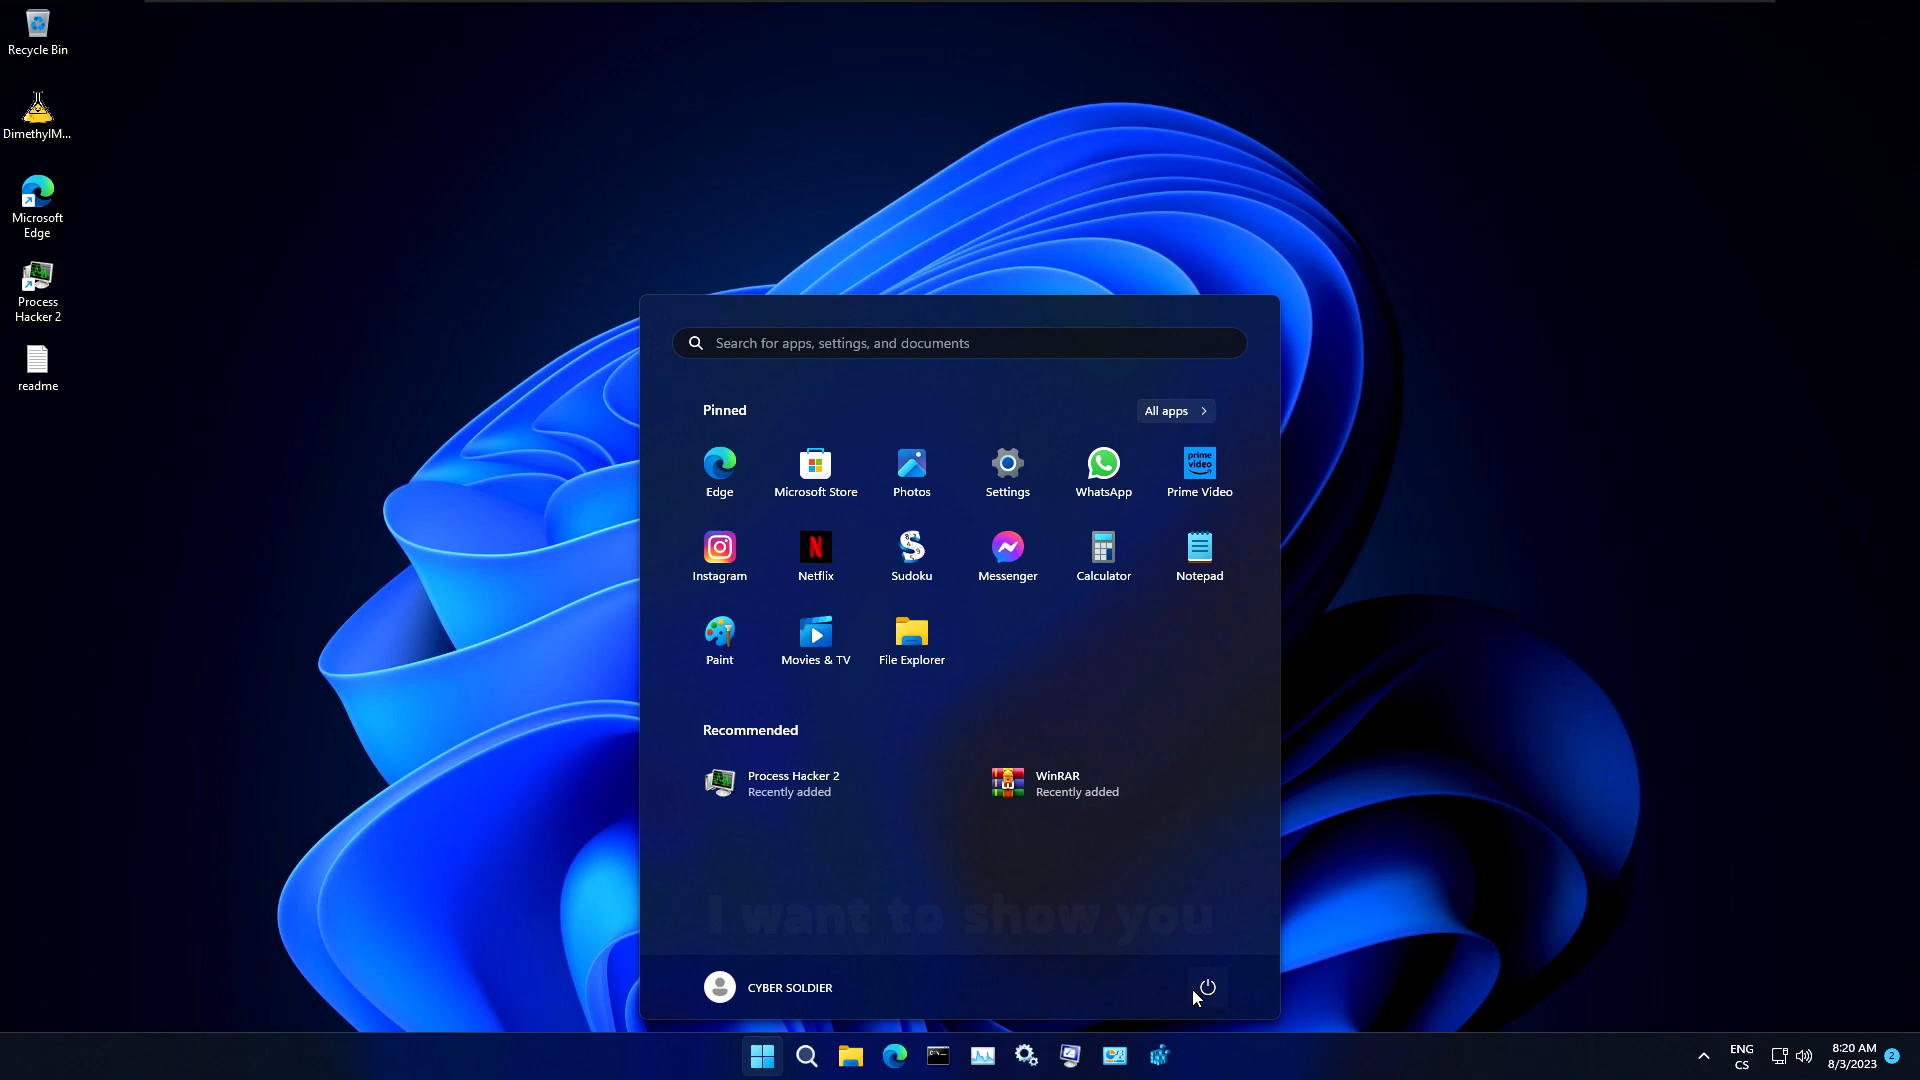 Recycle Bin
DimethylM...
Microsoft
Edge
Process
Hacker 2
readme
Search for apps, settings, and documents
Pinned
All apps
Edge
Microsoft Store
Photos
Settings
WhatsApp
prime
video
Prime Video
Instagram
N
Netflix
Sudoku
Messenger
Calculator
Notepad
Paint
Movies & TV
File Explorer
Recommended
Process Hacker 2
Recently added
WinRAR
Recently added
I want to show you
CYBER SOLDIER
ENG
CS
8:20 AM
8/3/2023
2